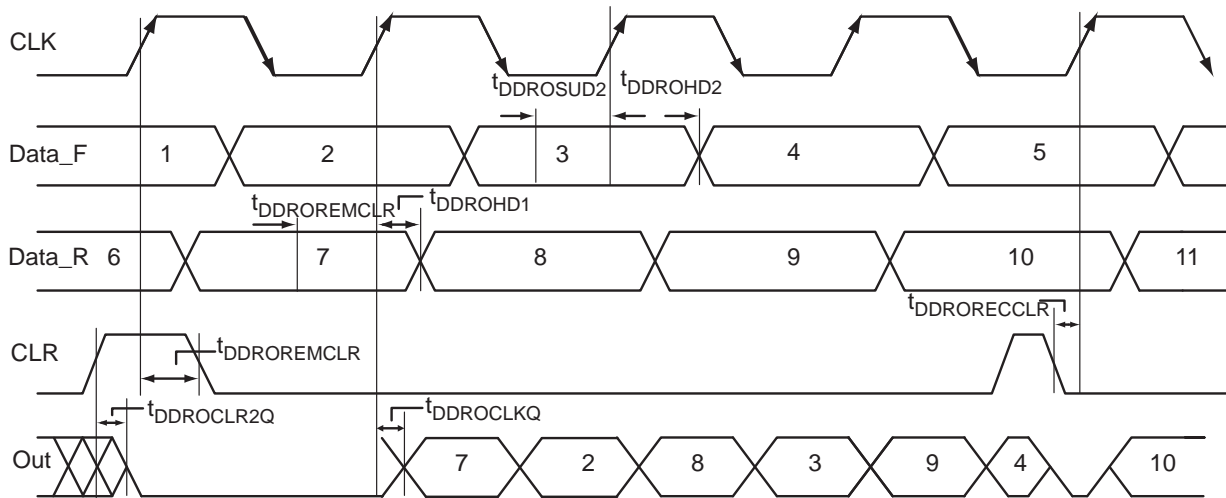 CLK
tDDROSUD2 tDDROHD2
Data_F 1 2 3 4 5
tDDROREMCLR tDDROHD1
Data_R 6 7 8 9 10 11
tDDRORECCLR
CLR tDDROREMCLR
tDDROCLR2Q tDDROCLKQ
Out 7 2 8 3 9 4 10